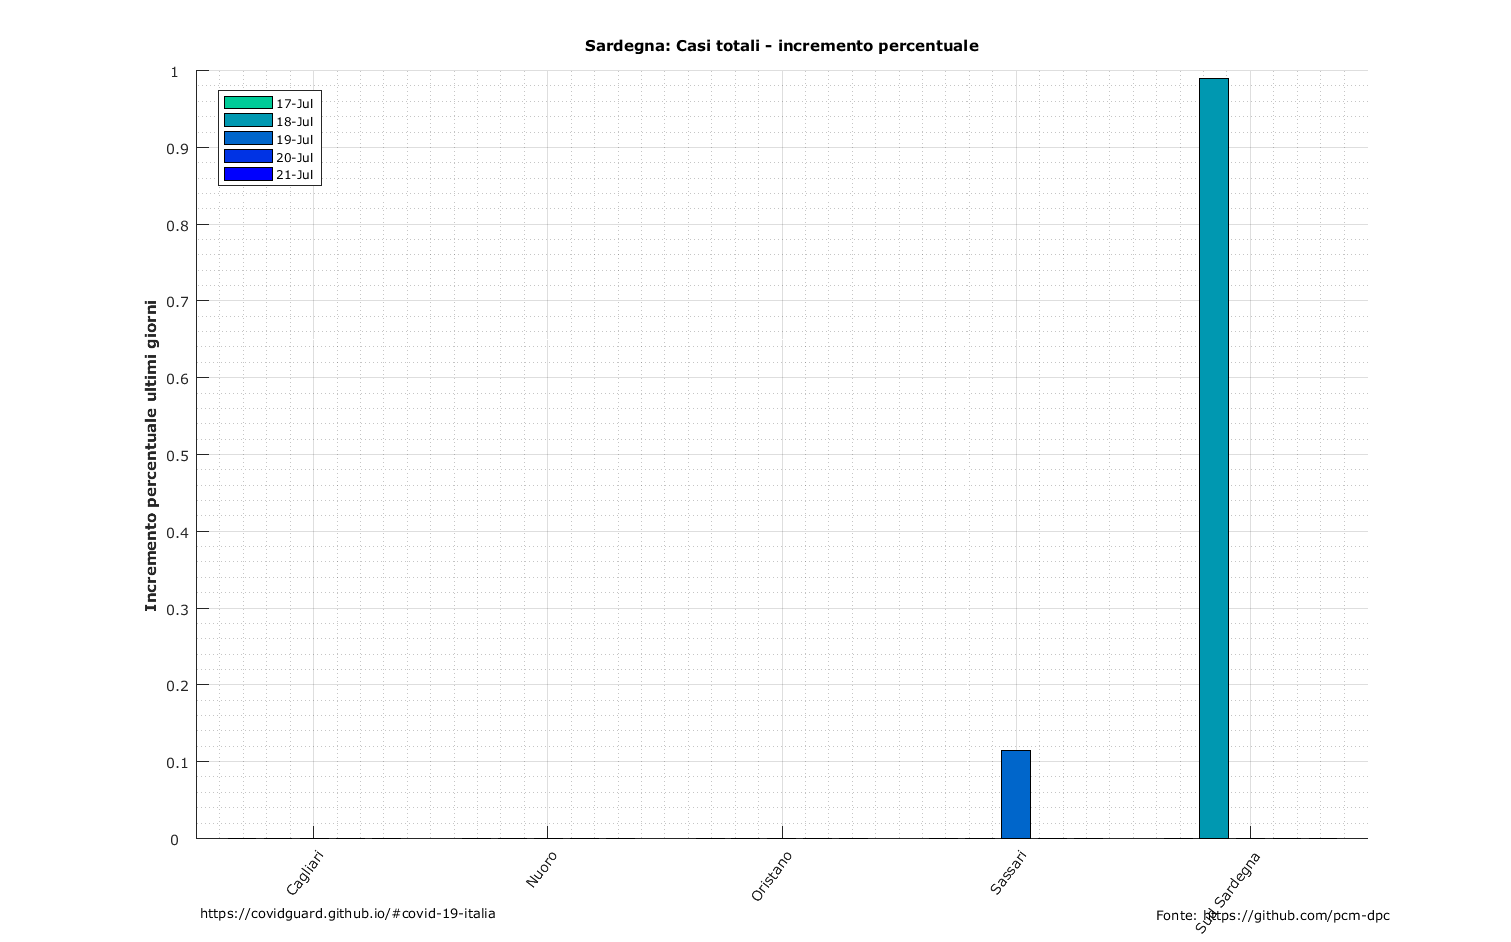 Sardegna: Casi totali - incremento percentuale
Incremento percentuale ultimi giorni
1
0.9
0.8
0.7
0.6
0.5
0.4
0.3
0.2
0.1
0
17-Jul
18-Jul
19-Jul
20-Jul
21-Jul
Cagliari
Nuoro
Oristano
Sassari
Sud Sardegna
https://covidguard.github.io/#covid-19-italia
Fonte: https://github.com/pcm-dpc